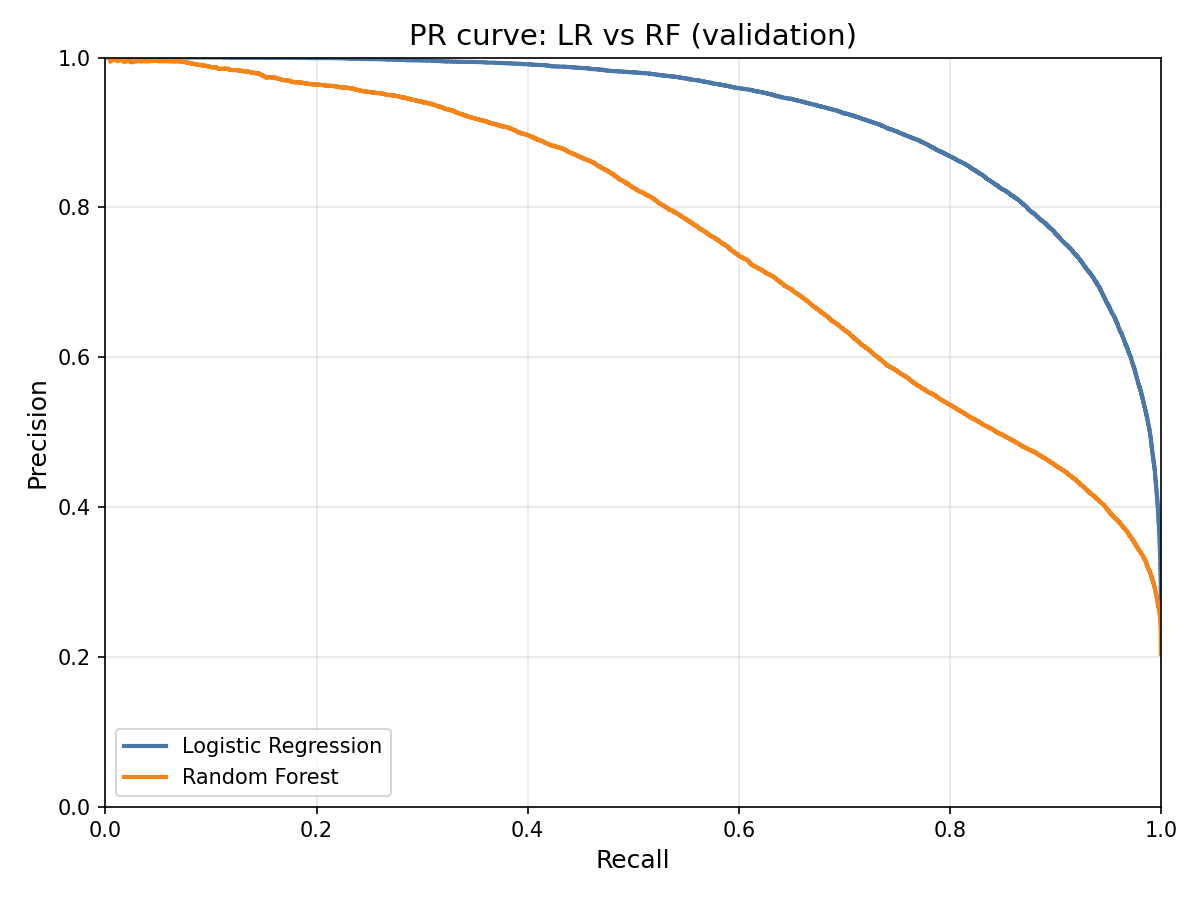 PR curve: LR vs RF (validation)
1.0
0.8
0.6
0.4
0.2
0.0
Precision
Logistic Regression
Random Forest
0.0 0.2 0.4 0.6 0.8 1.0
Recall